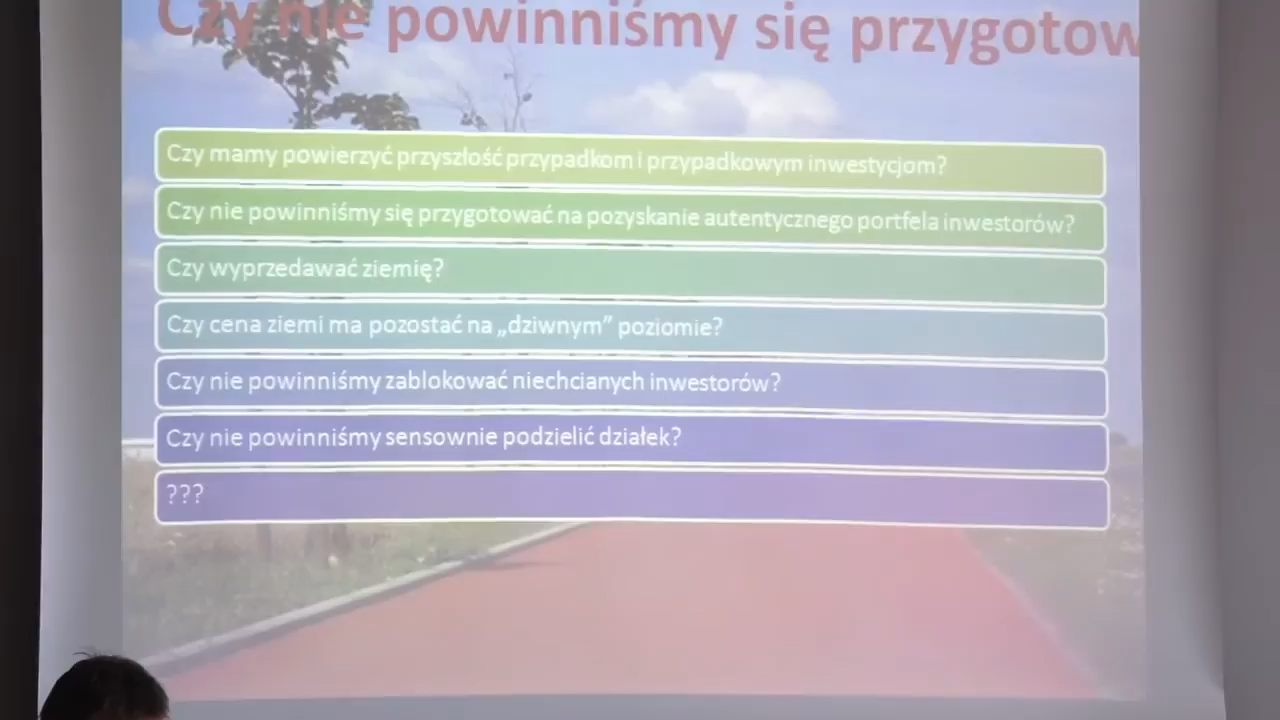 Czy nie powinniśmy się przygotow
Czy mamy powierzyć przyszłość przypadkom i przypadkowym inwestycjom?
Czy nie powinniśmy się przygotować na pozyskanie autentycznego portfela inwestorów?
Czy wyprzedawać ziemię?
Czy cena ziemi ma pozostać na „dziwnym” poziomie?
Czy nie powinniśmy zablokować niechcianych inwestorów?
Czy nie powinniśmy sensownie podzielić działek?
???